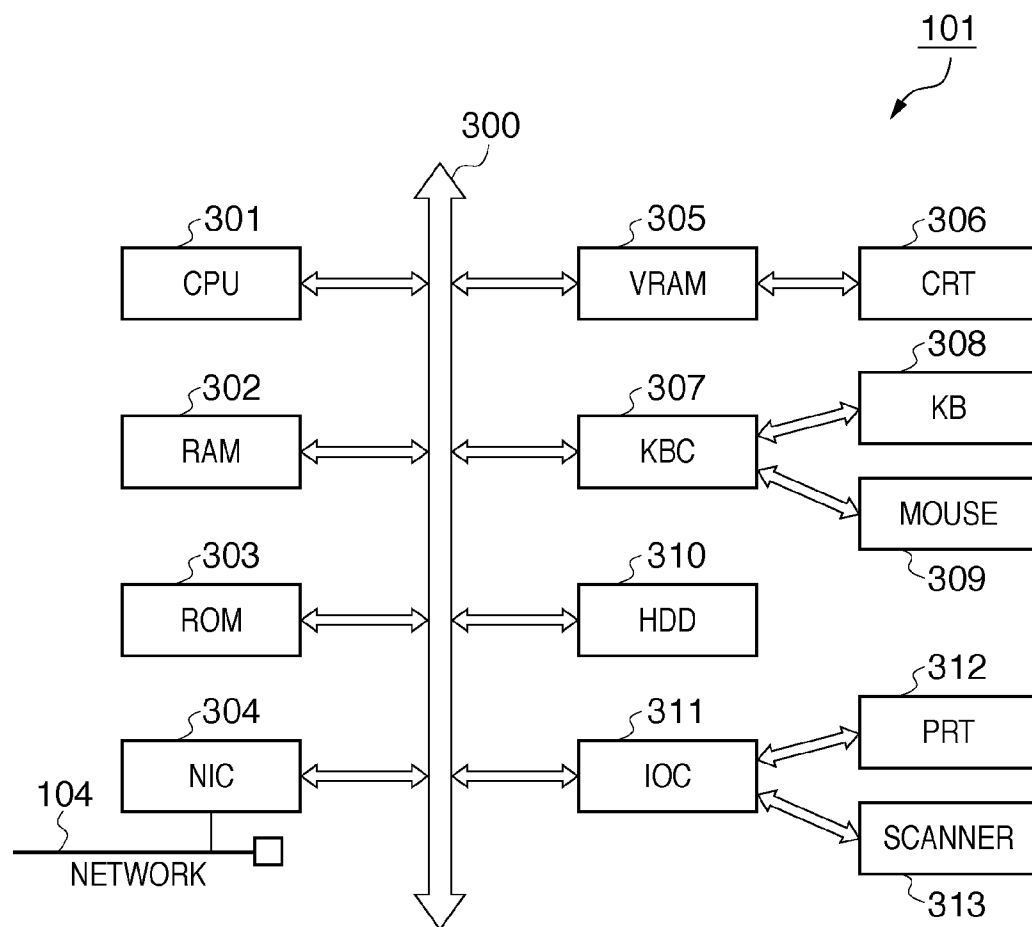 101
300
301
CPU
305
VRAM
306
CRT
302
RAM
307
KBC
308
KB
MOUSE
309
303
ROM
310
HDD
304
NIC
311
IOC
312
PRT
SCANNER
313
104
NETWORK